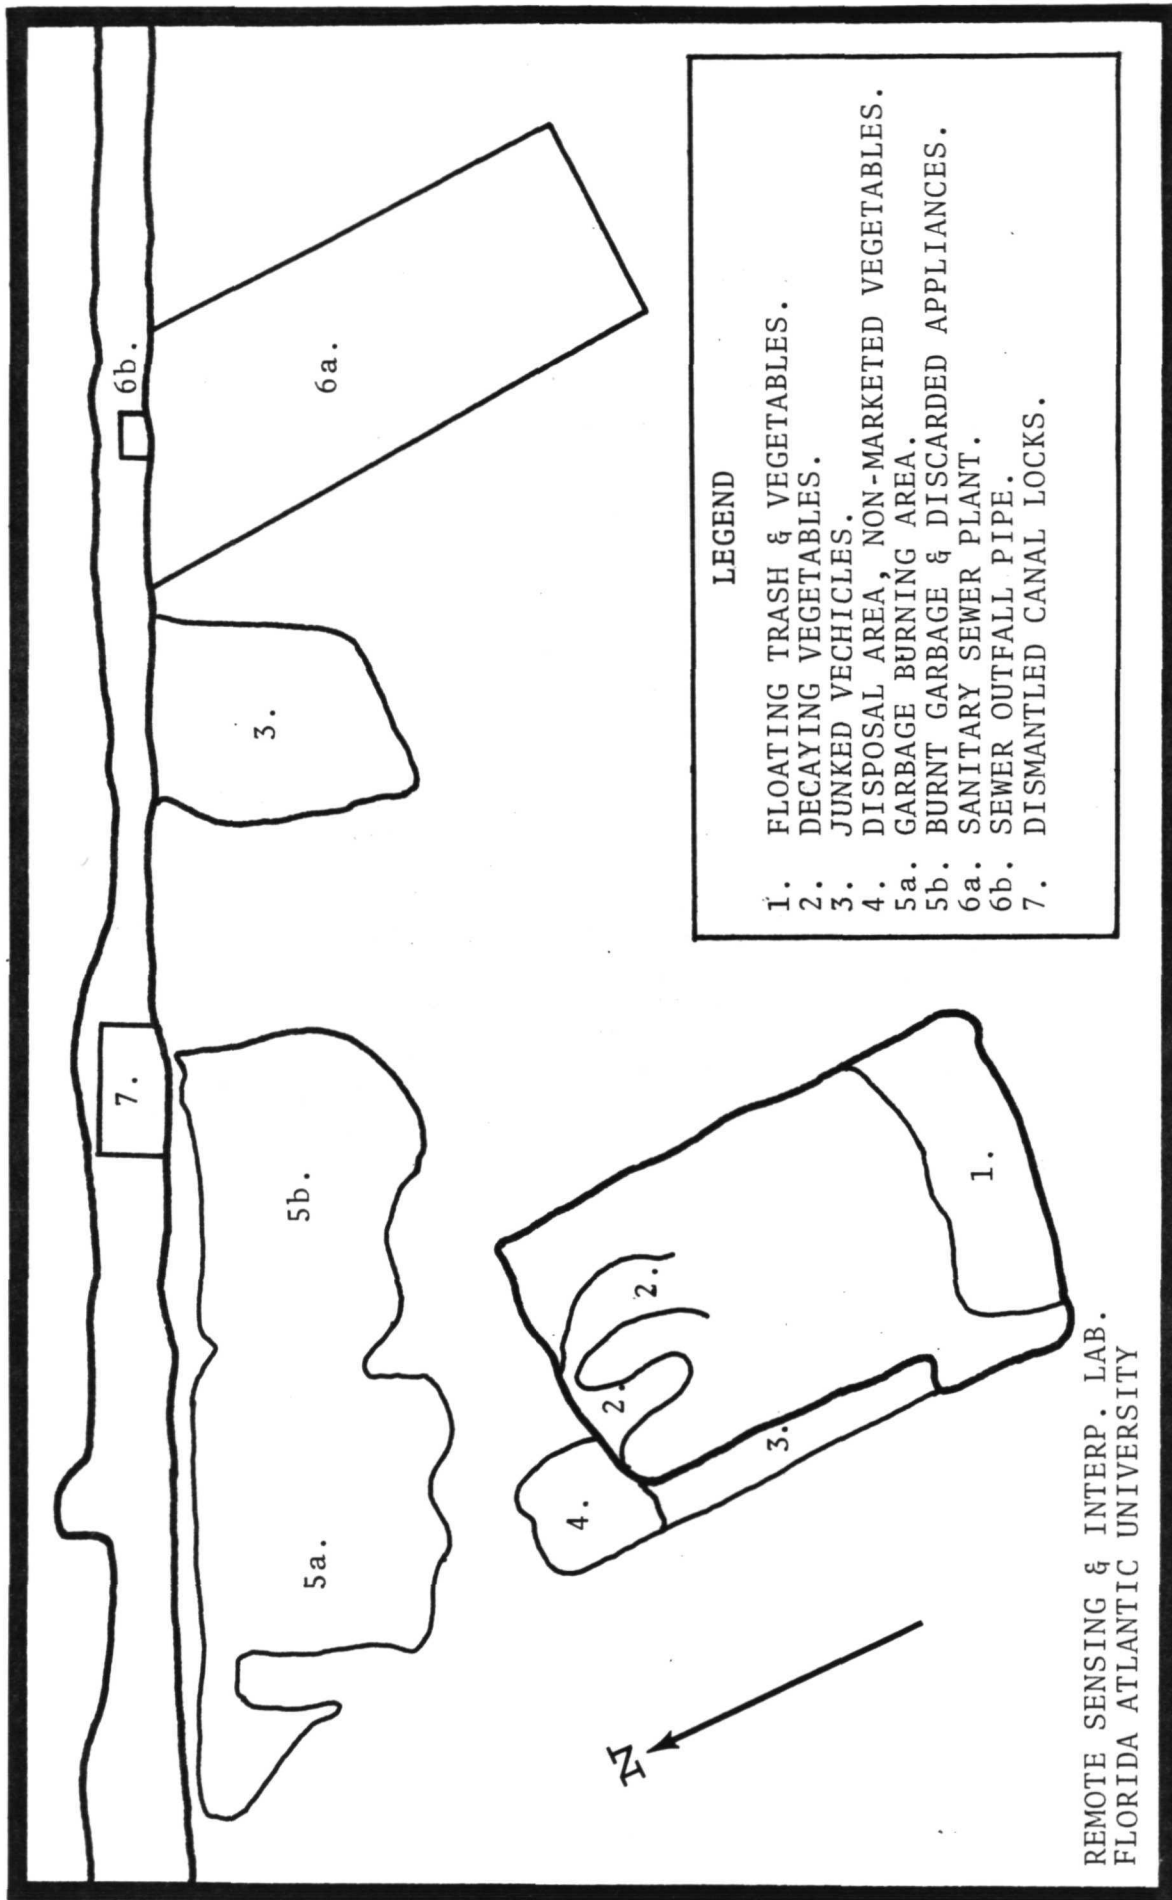 6b.
6a.
3.
7.
5b.
5a.
2.
2.
1.
3.
4.
N
LEGEND
1. FLOATING TRASH & VEGETABLES.
2. DECAYING VEGETABLES.
3. JUNKED VECHICLES.
4. DISPOSAL AREA, NON-MARKETED VEGETABLES.
5a. GARBAGE BURNING AREA.
5b. BURNT GARBAGE & DISCARDED APPLIANCES.
6a. SANITARY SEWER PLANT.
6b. SEWER OUTFALL PIPE.
7. DISMANTLED CANAL LOCKS.
REMOTE SENSING & INTERP. LAB.
FLORIDA ATLANTIC UNIVERSITY